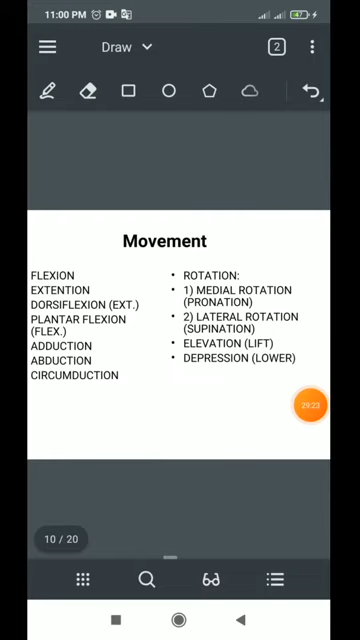 11:00 PM
47
Draw
2
Movement
FLEXION
EXTENTION
DORSIFLEXION (EXT.)
PLANTAR FLEXION
(FLEX.)
ADDUCTION
ABDUCTION
CIRCUMDUCTION
• ROTATION:
• 1) MEDIAL ROTATION
(PRONATION)
• 2) LATERAL ROTATION
(SUPINATION)
• ELEVATION (LIFT)
• DEPRESSION (LOWER)
29:23
10 / 20